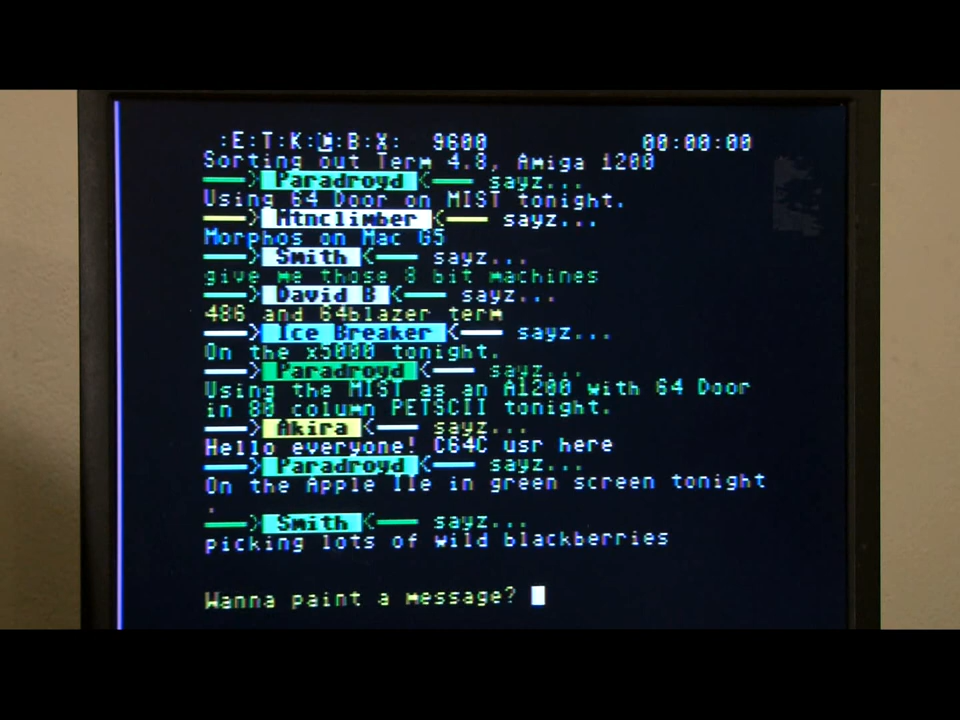 :E:T:K:L:B:X: 9600 00:00:00
Sorting out Term 4.8, Amiga 1200
——>Paradroyd<—— sayz...
Using 64 Door on MIST tonight.
——>Mtnclimber<—— sayz...
Morphos on Mac G5
——>Smith<—— sayz...
give me those 8 bit machines
——>David B<—— sayz...
486 and 64blazer term
——>Ice Breaker<—— sayz...
On the x5000 tonight.
——>Paradroyd<—— sayz...
Using the MIST as an A1200 with 64 Door
in 80 column PETSCII tonight.
——>Akira<—— sayz...
Hello everyone! C64C usr here
——>Paradroyd<—— sayz...
On the Apple IIe in green screen tonight
.
——>Smith<—— sayz...
picking lots of wild blackberries
Wanna paint a message?